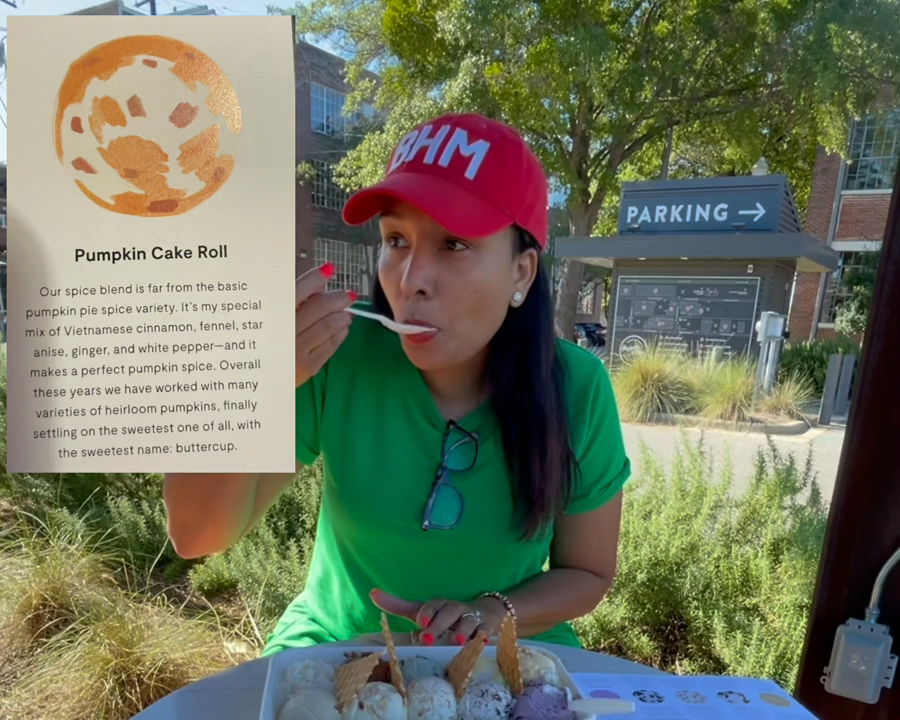 Pumpkin Cake Roll
Our spice blend is far from the basic
pumpkin pie spice variety. It's my special
mix of Vietnamese cinnamon, fennel, star
anise, ginger, and white pepper—and it
makes a perfect pumpkin spice. Overall
these years we have worked with many
varieties of heirloom pumpkins, finally
settling on the sweetest one of all, with
the sweetest name: buttercup.
BHM
PARKING →